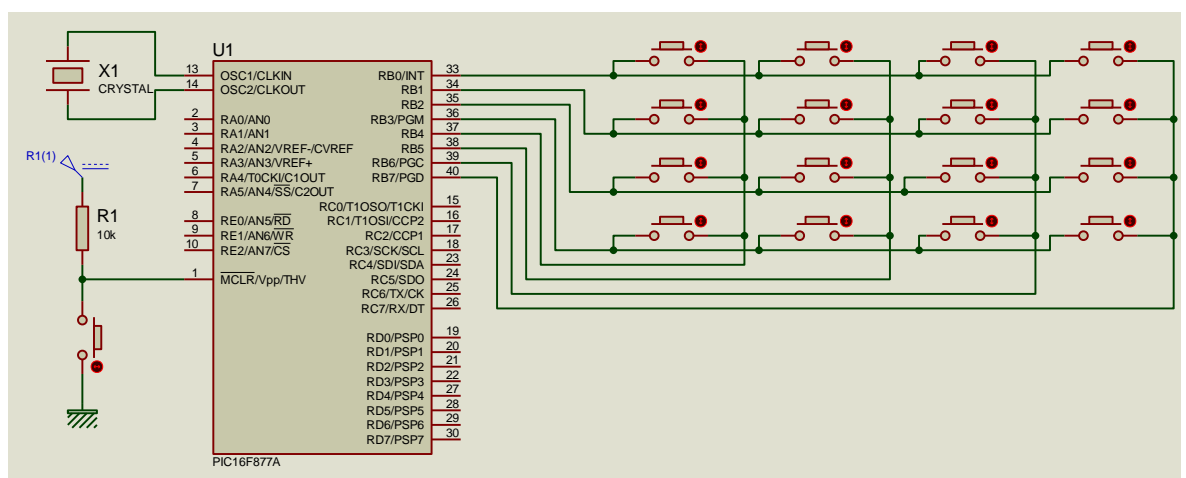 X1
CRYSTAL
R1(1)
R1
10k
U1
13 OSC1/CLKIN
14 OSC2/CLKOUT
2 RA0/AN0
3 RA1/AN1
4 RA2/AN2/VREF-/CVREF
5 RA3/AN3/VREF+
6 RA4/T0CKI/C1OUT
7 RA5/AN4/SS/C2OUT
8 RE0/AN5/RD
9 RE1/AN6/WR
10 RE2/AN7/CS
1 MCLR/Vpp/THV
RB0/INT 33
RB1 34
RB2 35
RB3/PGM 36
RB4 37
RB5 38
RB6/PGC 39
RB7/PGD 40
RC0/T1OSO/T1CKI 15
RC1/T1OSI/CCP2 16
RC2/CCP1 17
RC3/SCK/SCL 18
RC4/SDI/SDA 23
RC5/SDO 24
RC6/TX/CK 25
RC7/RX/DT 26
RD0/PSP0 19
RD1/PSP1 20
RD2/PSP2 21
RD3/PSP3 22
RD4/PSP4 27
RD5/PSP5 28
RD6/PSP6 29
RD7/PSP7 30
PIC16F877A